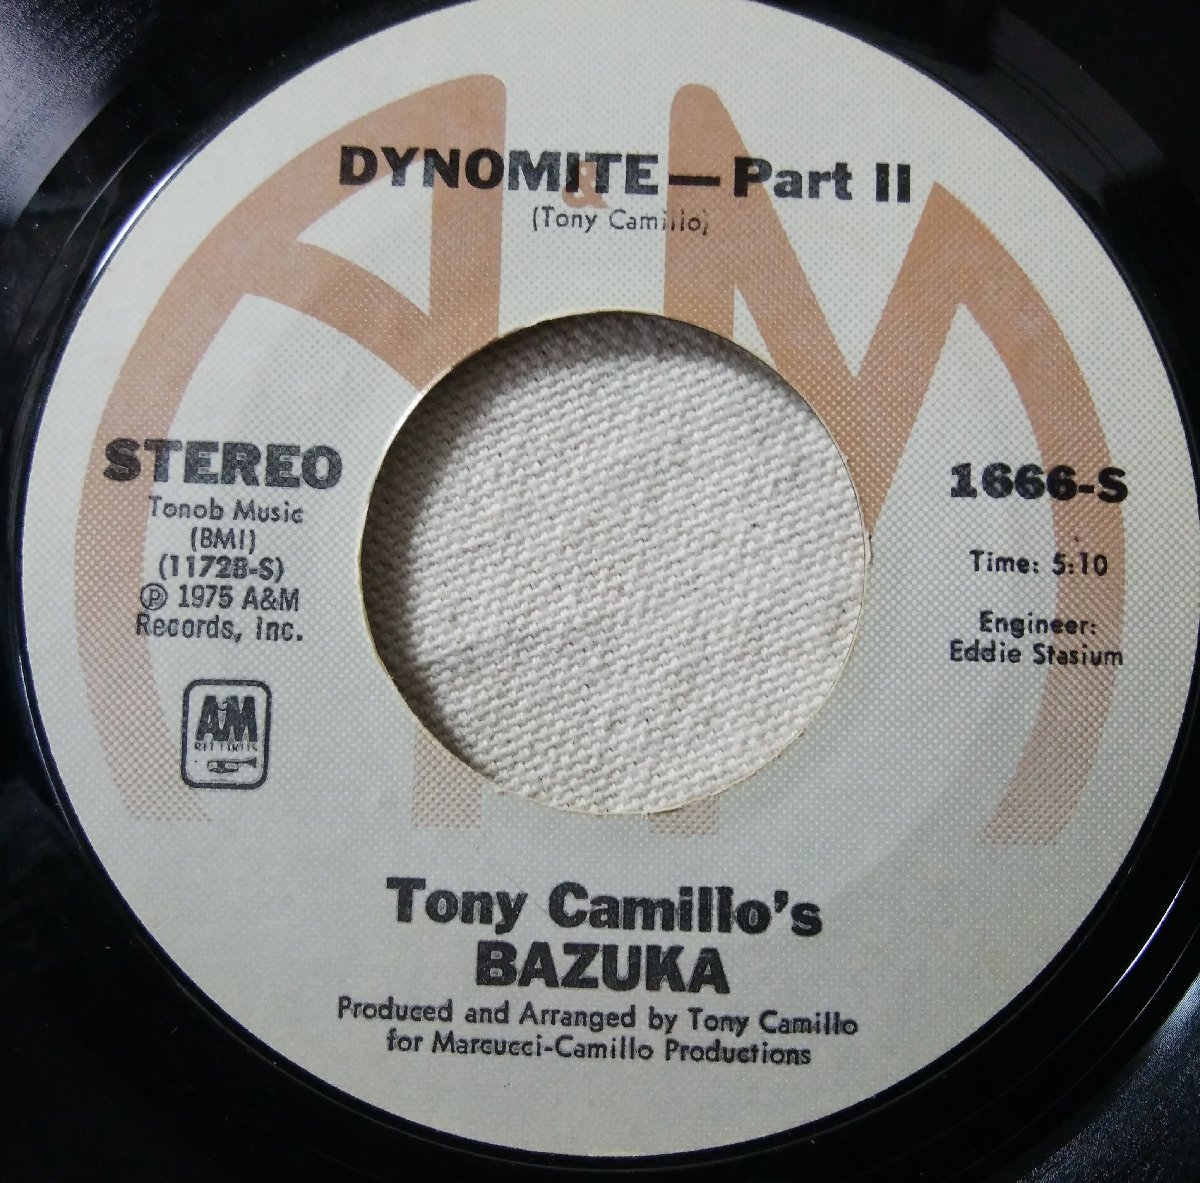 DYNOMITE — Part II
(Tony Camillo)
STEREO
Tonob Music
(BMI)
(11728-S)
℗ 1975 A&M
Records, Inc.
A&M
RECORDS
1666-S
Time: 5:10
Engineer:
Eddie Stasium
Tony Camillo's
BAZUKA
Produced and Arranged by Tony Camillo
for Marcucci-Camillo Productions
A&M